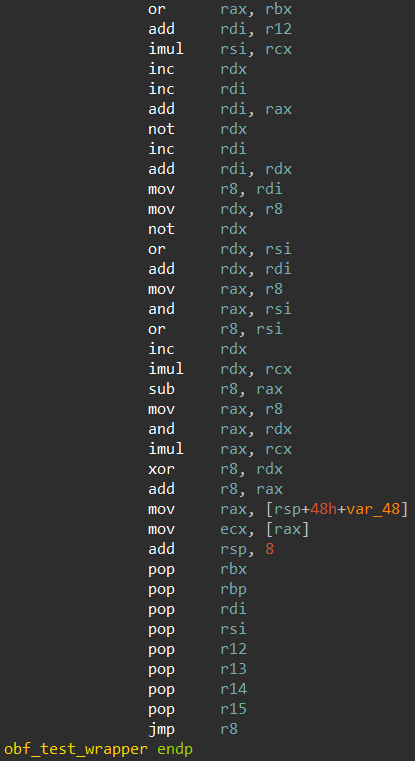 or rax, rbx
add rdi, r12
imul rsi, rcx
inc rdx
inc rdi
add rdi, rax
not rdx
inc rdi
add rdi, rdx
mov r8, rdi
mov rdx, r8
not rdx
or rdx, rsi
add rdx, rdi
mov rax, r8
and rax, rsi
or r8, rsi
inc rdx
imul rdx, rcx
sub r8, rax
mov rax, r8
and rax, rdx
imul rax, rcx
xor r8, rdx
add r8, rax
mov rax, [rsp+48h+var_48]
mov ecx, [rax]
add rsp, 8
pop rbx
pop rbp
pop rdi
pop rsi
pop r12
pop r13
pop r14
pop r15
jmp r8
obf_test_wrapper endp